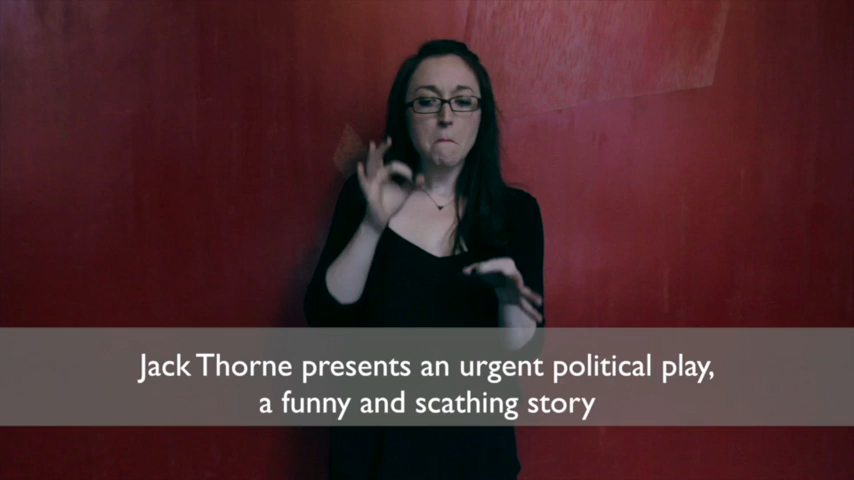 Jack Thorne presents an urgent political play,
a funny and scathing story